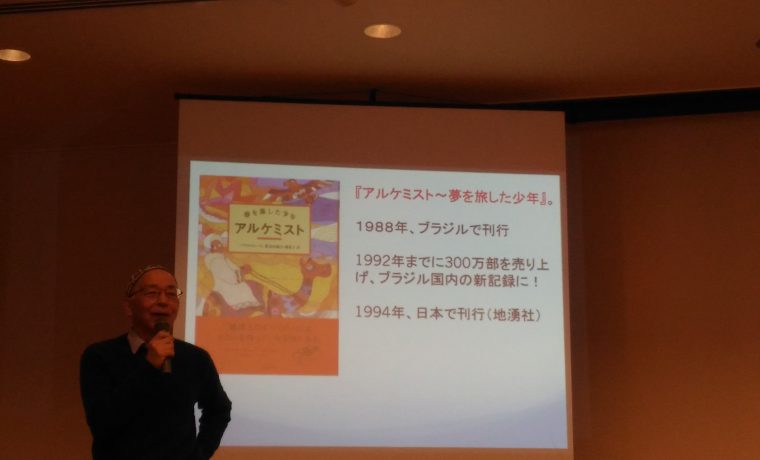 夢を旅した少年
アルケミスト
『アルケミスト～夢を旅した少年』。
1988年、ブラジルで刊行
1992年までに300万部を売り上
げ、ブラジル国内の新記録に！
1994年、日本で刊行（地湧社）